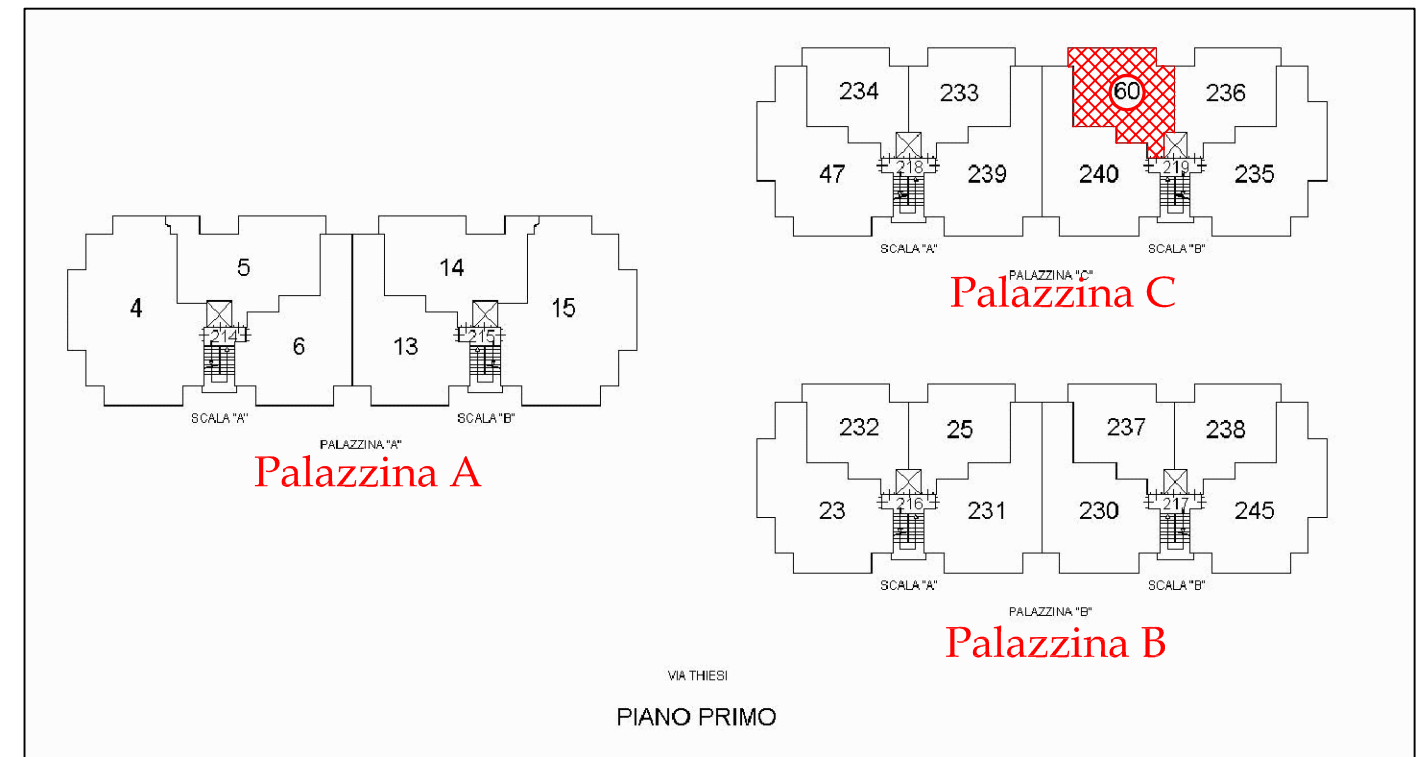 234 233 60 236
47 218 239 240 219 235
SCALA "A" SCALA "B"
PALAZZINA "C"
Palazzina C
5 14
4 15
214 6 13 215
SCALA "A" SCALA "B"
PALAZZINA "A"
Palazzina A
232 25 237 238
23 216 231 230 217 245
SCALA "A" SCALA "B"
PALAZZINA "B"
Palazzina B
VIA THIESI
PIANO PRIMO